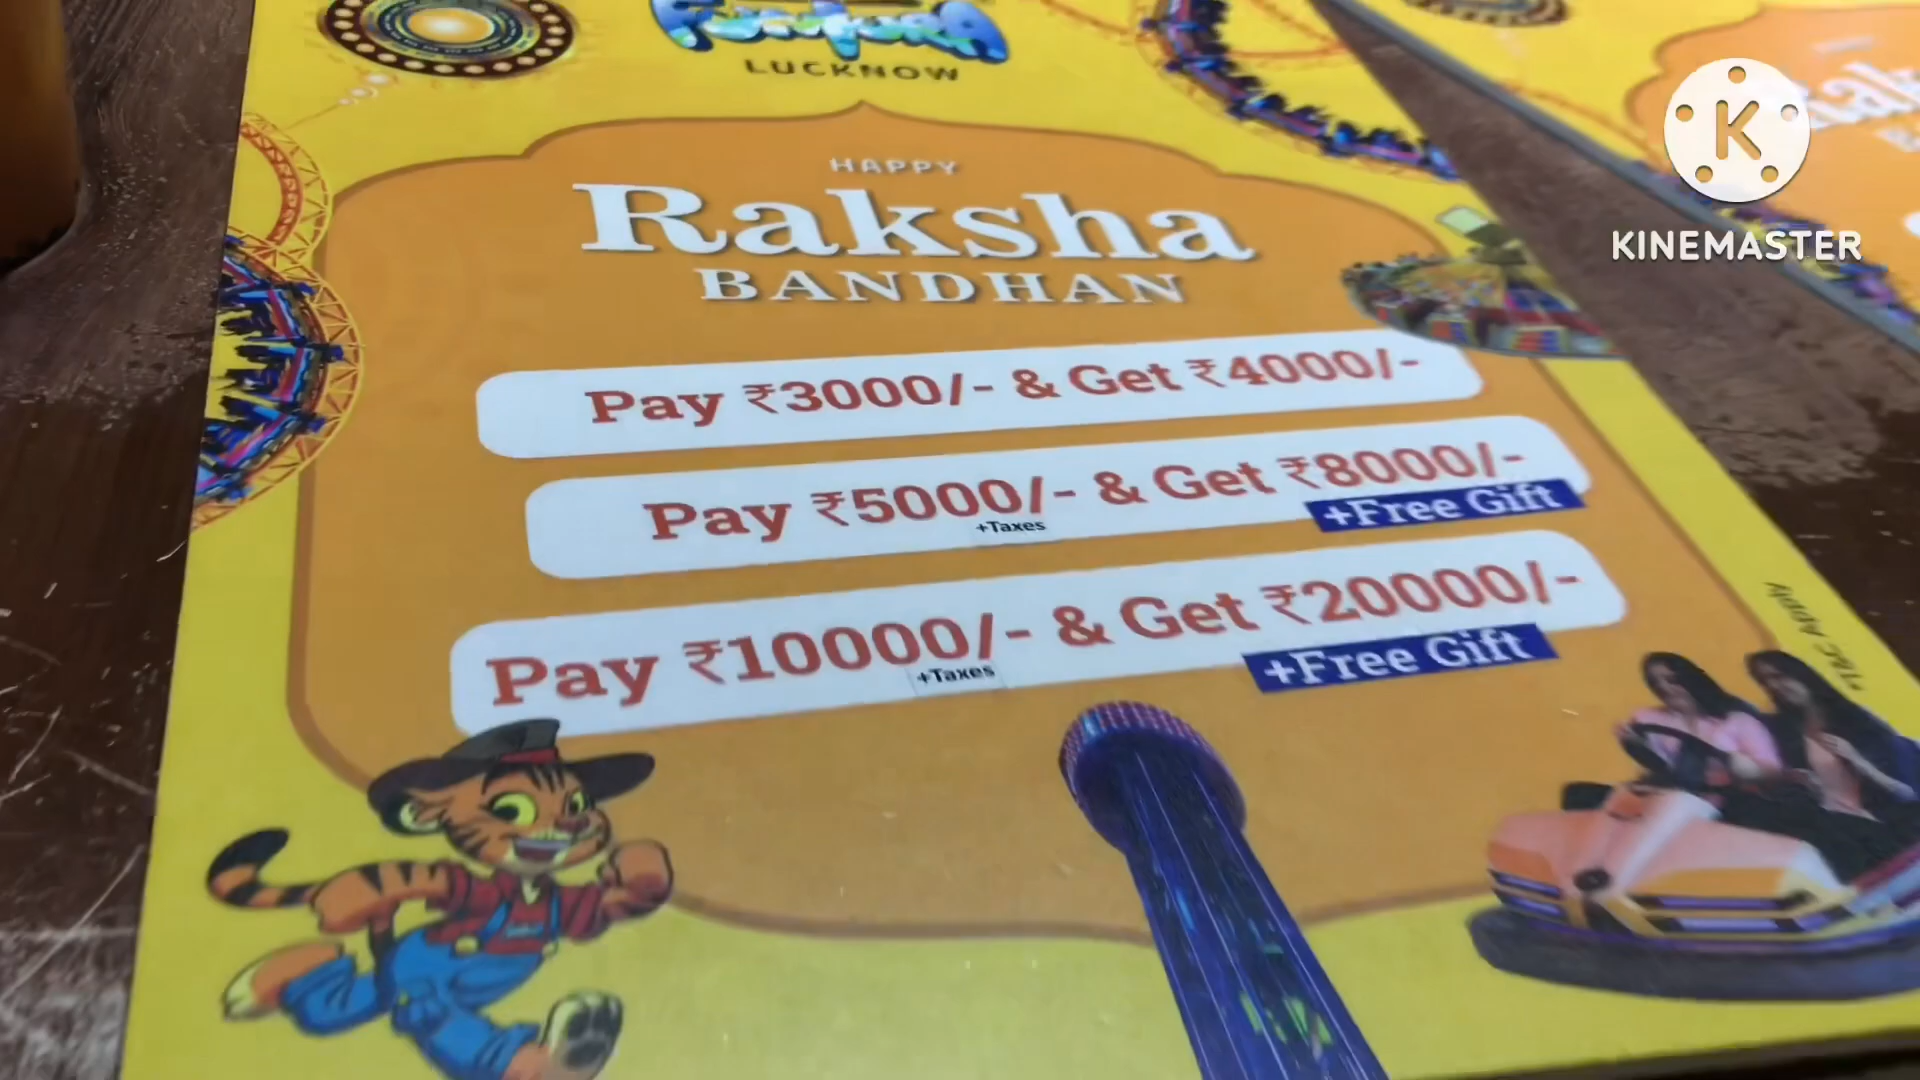 Funtura
LUCKNOW
HAPPY
Raksha
BANDHAN
Pay ₹3000/- & Get ₹4000/-
Pay ₹5000/- & Get ₹8000/-
+Taxes
+Free Gift
Pay ₹10000/- & Get ₹20000/-
+Taxes
+Free Gift
*T&C Apply
K
KINEMASTER